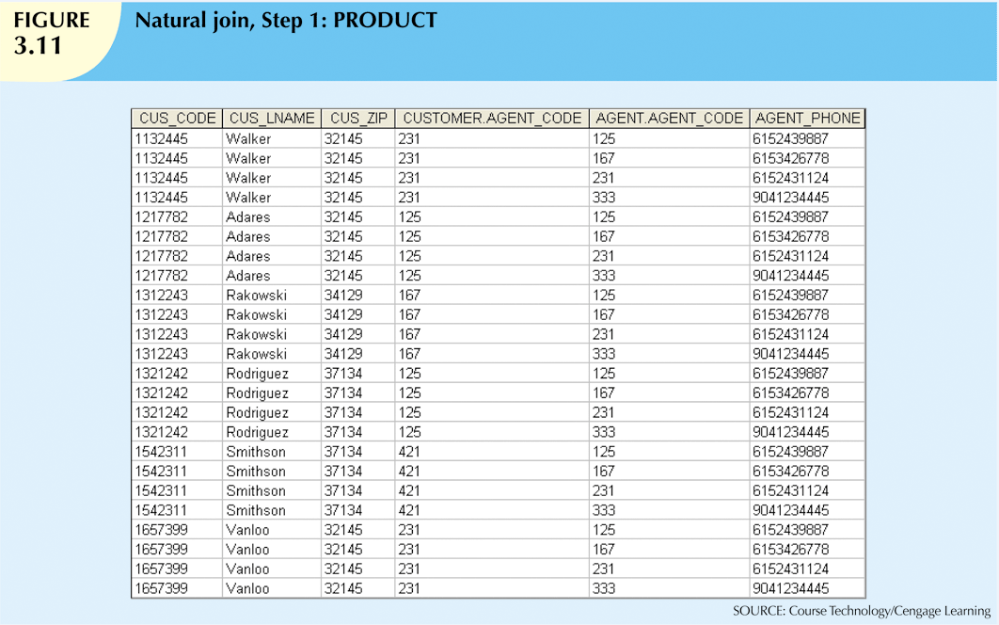 FIGURE 3.11
Natural join, Step 1: PRODUCT
CUS_CODE CUS_LNAME CUS_ZIP CUSTOMER.AGENT_CODE AGENT.AGENT_CODE AGENT_PHONE
1132445 Walker 32145 231 125 6152439887
1132445 Walker 32145 231 167 6153426778
1132445 Walker 32145 231 231 6152431124
1132445 Walker 32145 231 333 9041234445
1217782 Adares 32145 125 125 6152439887
1217782 Adares 32145 125 167 6153426778
1217782 Adares 32145 125 231 6152431124
1217782 Adares 32145 125 333 9041234445
1312243 Rakowski 34129 167 125 6152439887
1312243 Rakowski 34129 167 167 6153426778
1312243 Rakowski 34129 167 231 6152431124
1312243 Rakowski 34129 167 333 9041234445
1321242 Rodriguez 37134 125 125 6152439887
1321242 Rodriguez 37134 125 167 6153426778
1321242 Rodriguez 37134 125 231 6152431124
1321242 Rodriguez 37134 125 333 9041234445
1542311 Smithson 37134 421 125 6152439887
1542311 Smithson 37134 421 167 6153426778
1542311 Smithson 37134 421 231 6152431124
1542311 Smithson 37134 421 333 9041234445
1657399 Vanloo 32145 231 125 6152439887
1657399 Vanloo 32145 231 167 6153426778
1657399 Vanloo 32145 231 231 6152431124
1657399 Vanloo 32145 231 333 9041234445
SOURCE: Course Technology/Cengage Learning